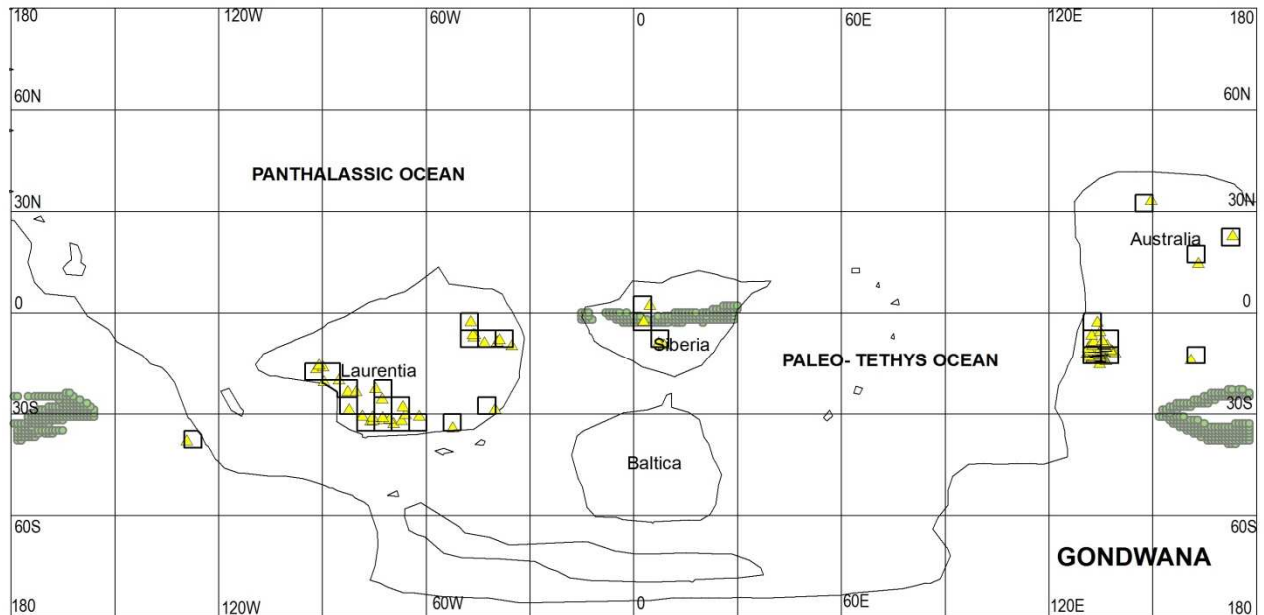 180 120W 60W 0 60E 120E 180
60N 60N
PANTHALASSIC OCEAN
30N 30N
Australia
0 0
Siberia
PALEO- TETHYS OCEAN
Laurentia
30S 30S
Baltica
60S 60S
GONDWANA
180 120W 60W 0 60E 120E 180